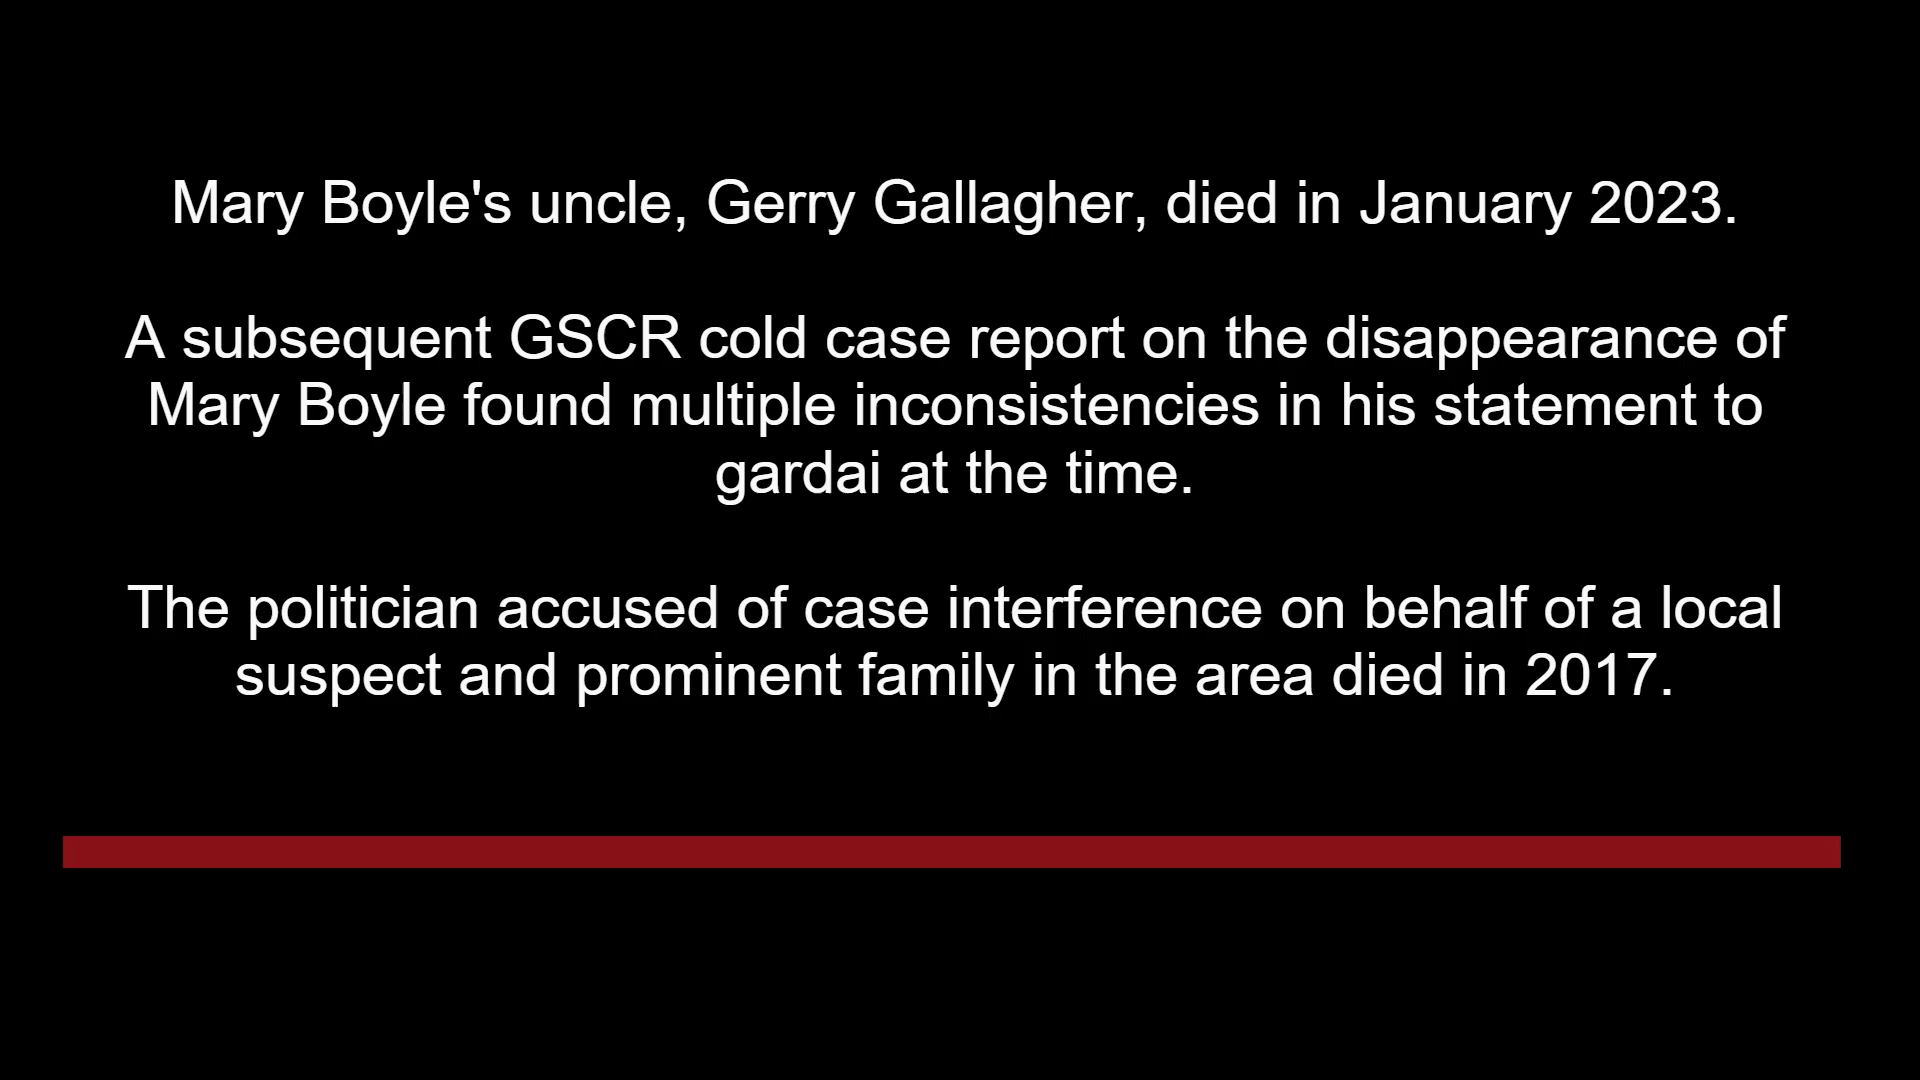 Mary Boyle's uncle, Gerry Gallagher, died in January 2023.
A subsequent GSCR cold case report on the disappearance of
Mary Boyle found multiple inconsistencies in his statement to
gardai at the time.
The politician accused of case interference on behalf of a local
suspect and prominent family in the area died in 2017.